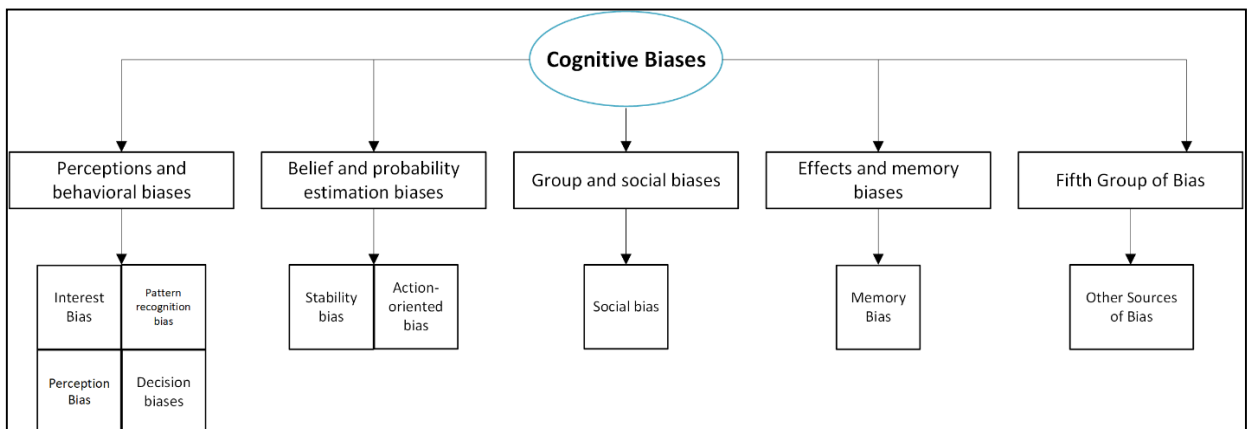 Cognitive Biases
Perceptions and
behavioral biases
Belief and probability
estimation biases
Group and social biases
Effects and memory
biases
Fifth Group of Bias
Interest
Bias
Pattern
recognition
bias
Perception
Bias
Decision
biases
Stability
bias
Action-
oriented
bias
Social bias
Memory
Bias
Other Sources
of Bias